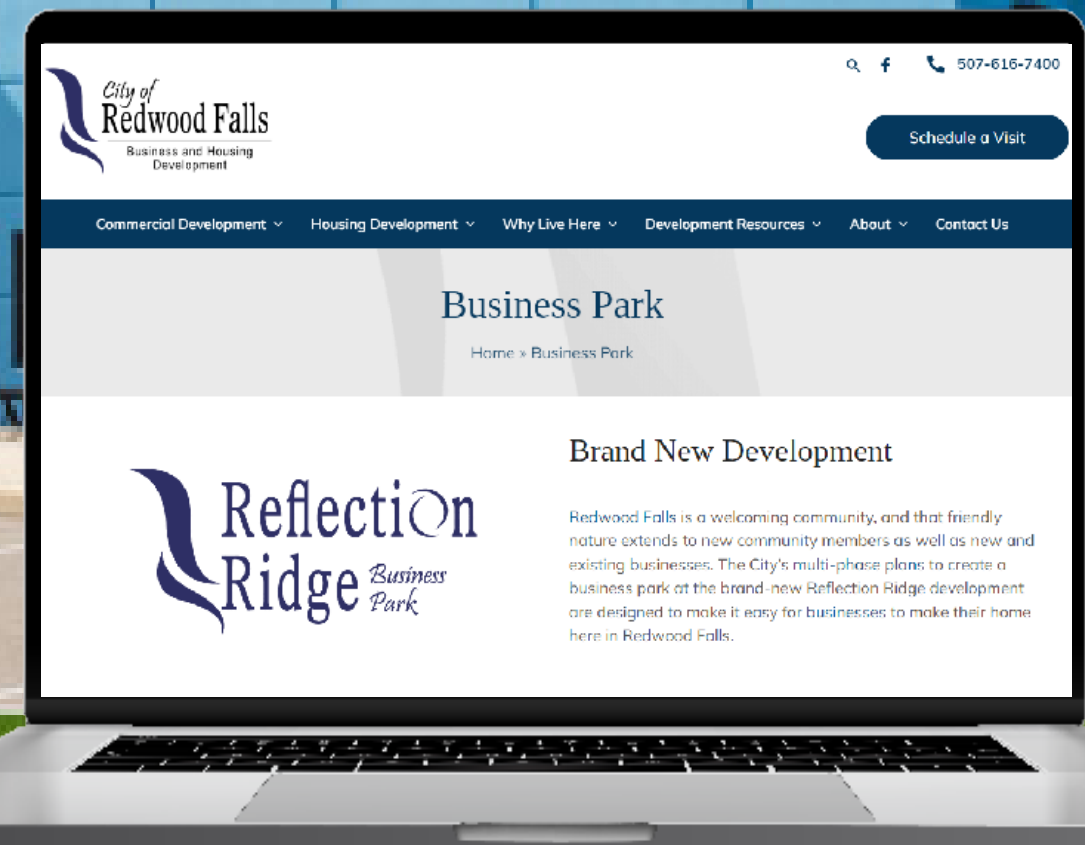 507-616-7400
City of
Redwood Falls
Business and Housing
Development
Schedule a Visit
Commercial Development Housing Development Why Live Here Development Resources About Contact Us
Business Park
Home » Business Park
Reflection
Ridge Business
Park
Brand New Development
Redwood Falls is a welcoming community, and that friendly
nature extends to new community members as well as new and
existing businesses. The City's multi-phase plans to create a
business park at the brand-new Reflection Ridge development
are designed to make it easy for businesses to make their home
here in Redwood Falls.